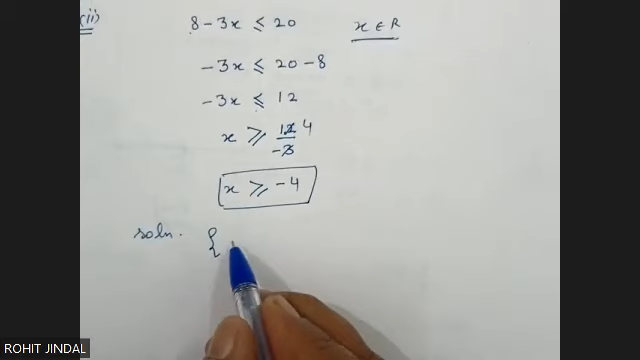 (ii) 8 - 3x ≤ 20 x ∈ R
-3x ≤ 20 - 8
-3x ≤ 12
x ≥ 12/-3 4
x ≥ -4
soln. {
ROHIT JINDAL